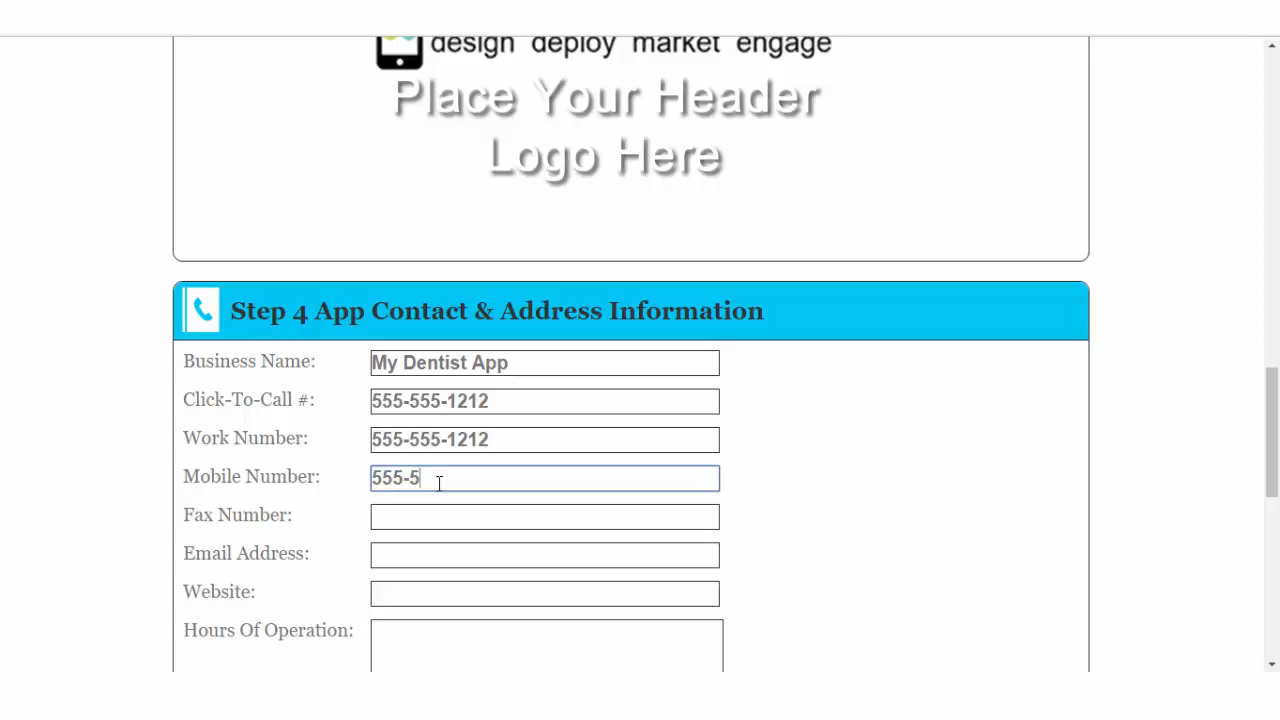 design deploy market engage
Place Your Header
Logo Here
Step 4 App Contact & Address Information
Business Name: My Dentist App
Click-To-Call #: 555-555-1212
Work Number: 555-555-1212
Mobile Number: 555-5
Fax Number:
Email Address:
Website:
Hours Of Operation: